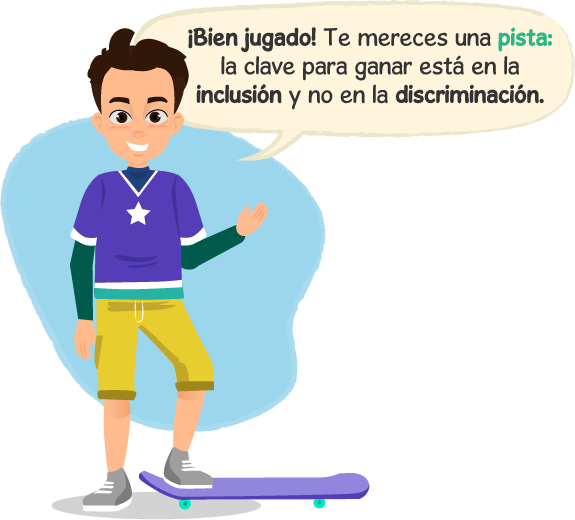 ¡Bien jugado! Te mereces una pista:
la clave para ganar está en la
inclusión y no en la discriminación.